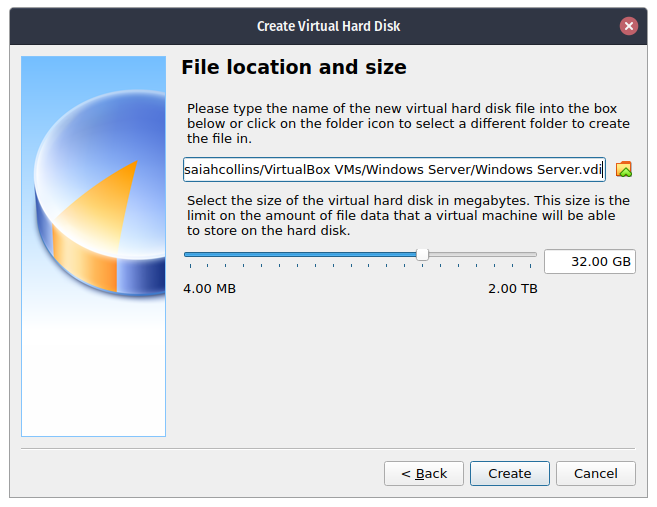 Create Virtual Hard Disk
File location and size
Please type the name of the new virtual hard disk file into the box
below or click on the folder icon to select a different folder to create
the file in.
saiahcollins/VirtualBox VMs/Windows Server/Windows Server.vdi
Select the size of the virtual hard disk in megabytes. This size is the
limit on the amount of file data that a virtual machine will be able
to store on the hard disk.
32.00 GB
4.00 MB 2.00 TB
< Back Create Cancel